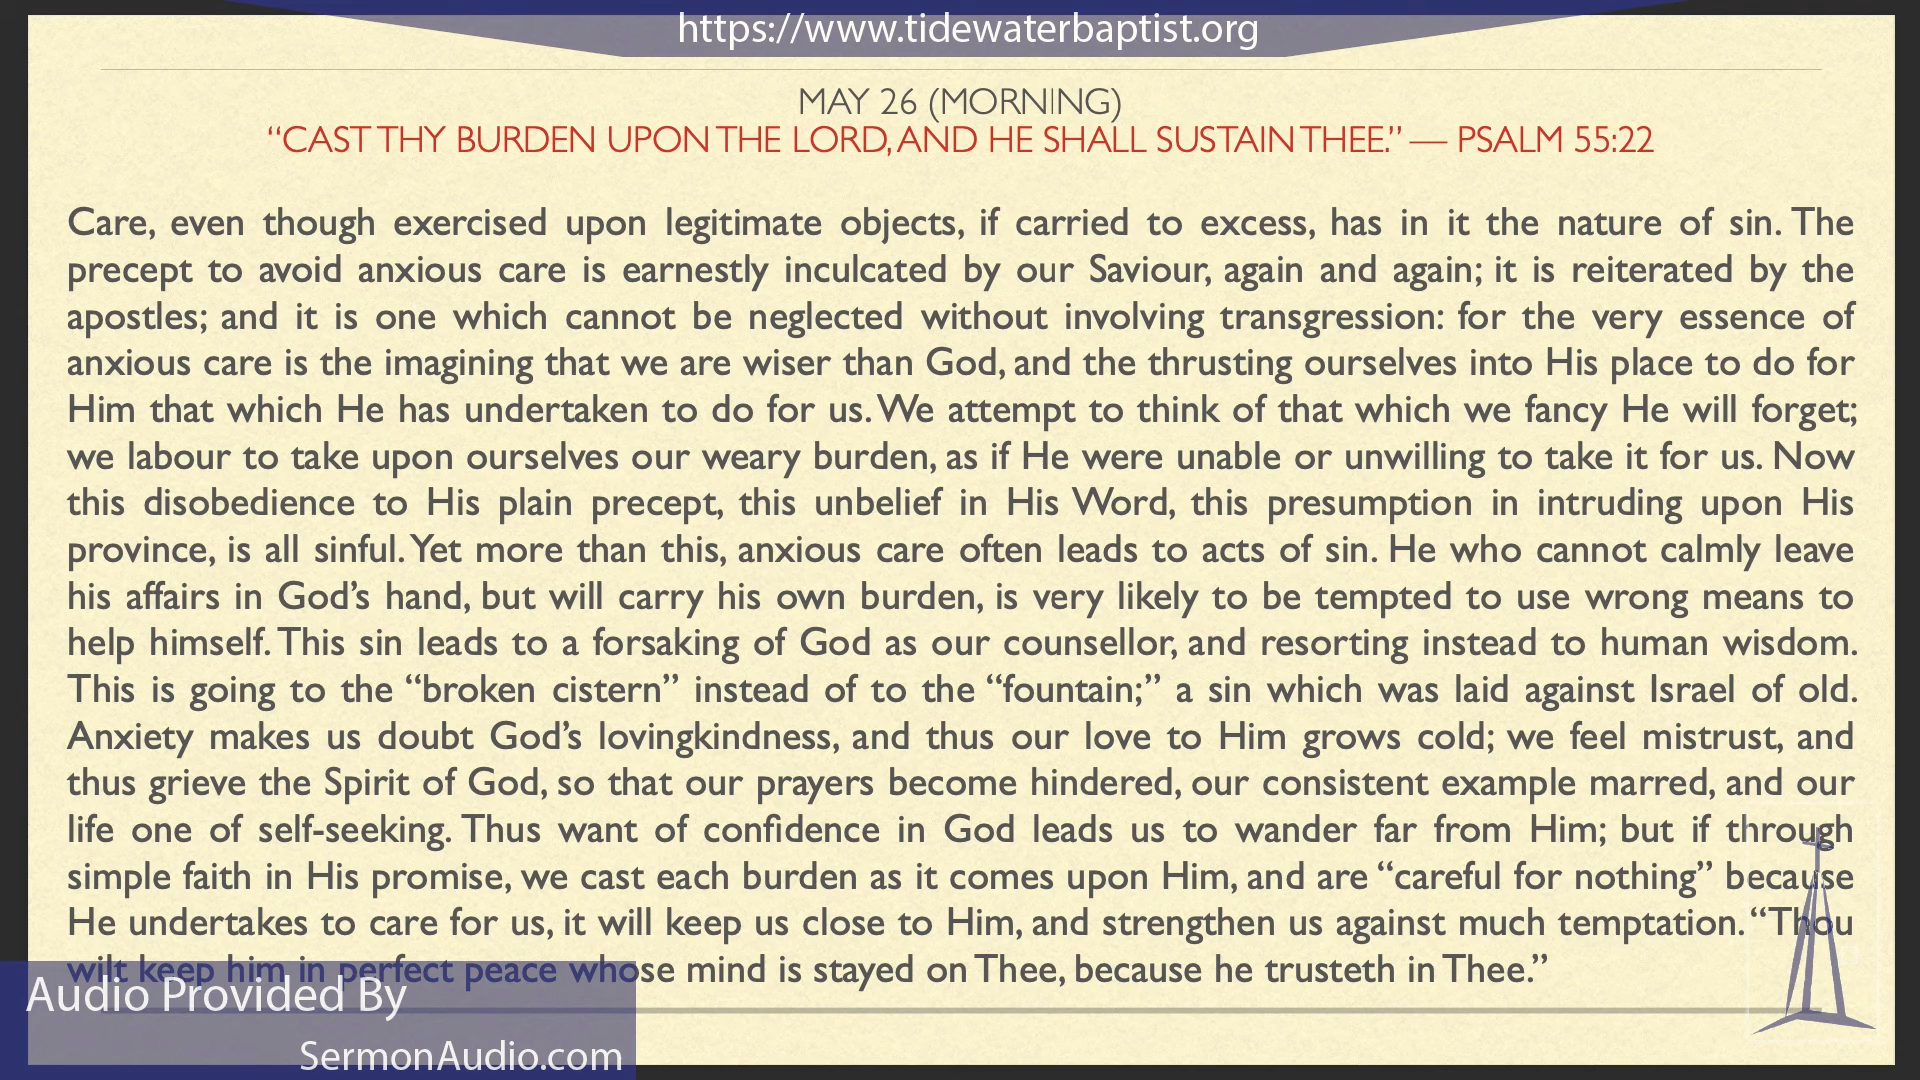 https://www.tidewaterbaptist.org
MAY 26 (MORNING)
“CAST THY BURDEN UPON THE LORD, AND HE SHALL SUSTAIN THEE.” — PSALM 55:22
Care, even though exercised upon legitimate objects, if carried to excess, has in it the nature of sin. The
precept to avoid anxious care is earnestly inculcated by our Saviour, again and again; it is reiterated by the
apostles; and it is one which cannot be neglected without involving transgression: for the very essence of
anxious care is the imagining that we are wiser than God, and the thrusting ourselves into His place to do for
Him that which He has undertaken to do for us. We attempt to think of that which we fancy He will forget;
we labour to take upon ourselves our weary burden, as if He were unable or unwilling to take it for us. Now
this disobedience to His plain precept, this unbelief in His Word, this presumption in intruding upon His
province, is all sinful. Yet more than this, anxious care often leads to acts of sin. He who cannot calmly leave
his affairs in God’s hand, but will carry his own burden, is very likely to be tempted to use wrong means to
help himself. This sin leads to a forsaking of God as our counsellor, and resorting instead to human wisdom.
This is going to the “broken cistern” instead of to the “fountain;” a sin which was laid against Israel of old.
Anxiety makes us doubt God’s lovingkindness, and thus our love to Him grows cold; we feel mistrust, and
thus grieve the Spirit of God, so that our prayers become hindered, our consistent example marred, and our
life one of self-seeking. Thus want of confidence in God leads us to wander far from Him; but if through
simple faith in His promise, we cast each burden as it comes upon Him, and are “careful for nothing” because
He undertakes to care for us, it will keep us close to Him, and strengthen us against much temptation. “Thou
wilt keep him in perfect peace whose mind is stayed on Thee, because he trusteth in Thee.”
Audio Provided By
SermonAudio.com